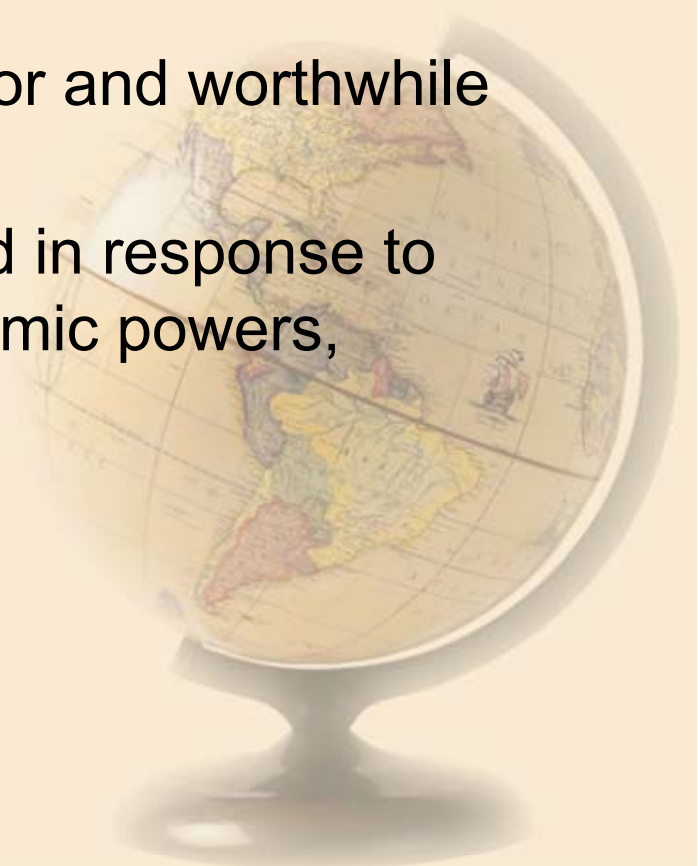 or and worthwhile
d in response to
mic powers,